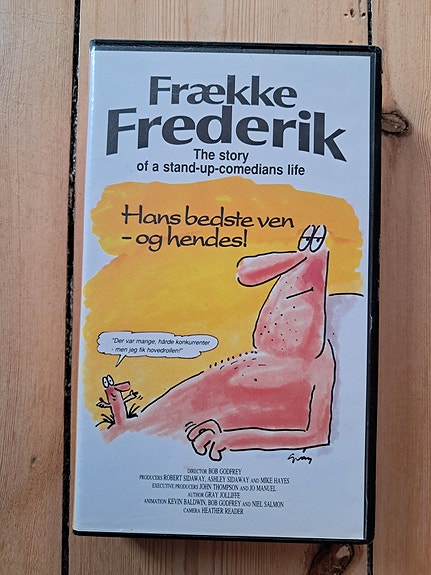 Frække
Frederik
The story
of a stand-up-comedians life
Hans bedste ven
- og hendes!
"Der var mange, hårde konkurrenter
- men jeg fik hovedrollen!"
Gray
DIRECTOR BOB GODFREY
PRODUCERS ROBERT SIDAWAY, ASHLEY SIDAWAY AND MIKE HAYES
EXECUTIVE PRODUCERS JOHN THOMPSON AND JO MANUEL
AUTHOR GRAY JOLLIFFE
ANIMATION KEVIN BALDWIN, BOB GODFREY AND NIEL SALMON
CAMERA HEATHER READER